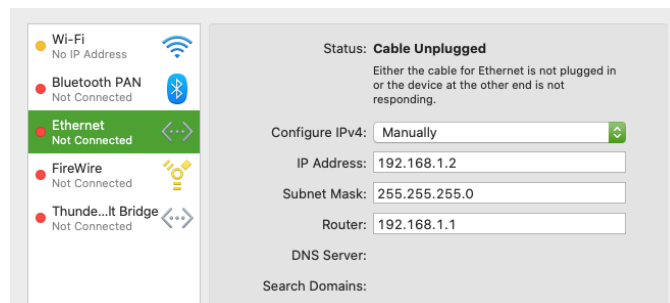 Wi-Fi
No IP Address
Bluetooth PAN
Not Connected
Ethernet
Not Connected
FireWire
Not Connected
Thunde...lt Bridge
Not Connected
Status: Cable Unplugged
Either the cable for Ethernet is not plugged in
or the device at the other end is not
responding.
Configure IPv4: Manually
IP Address: 192.168.1.2
Subnet Mask: 255.255.255.0
Router: 192.168.1.1
DNS Server:
Search Domains: